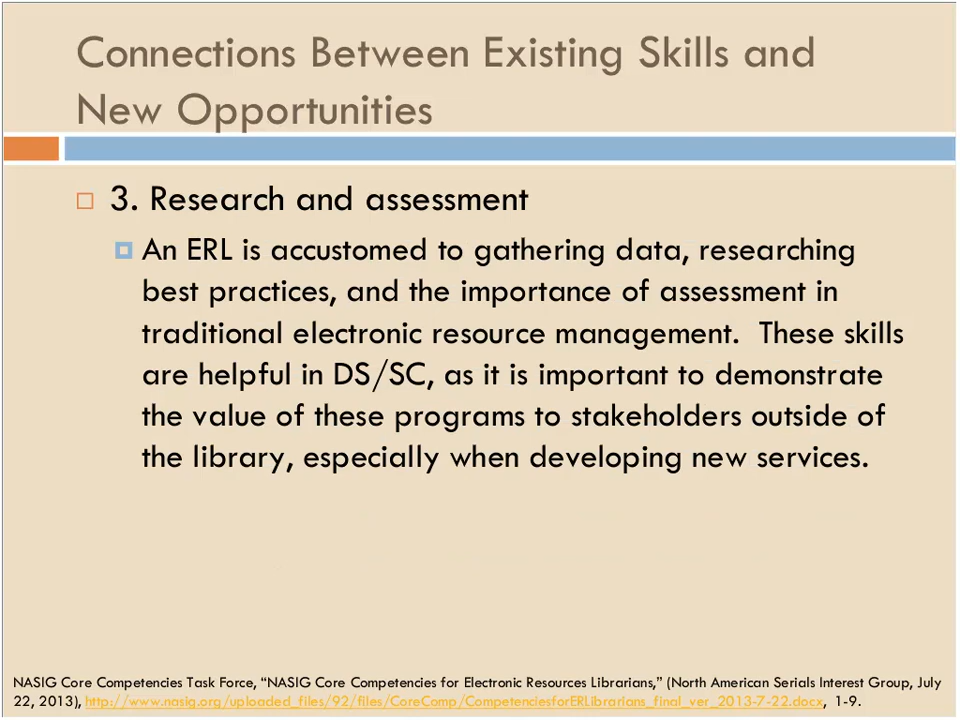 Connections Between Existing Skills and
New Opportunities
3. Research and assessment
An ERL is accustomed to gathering data, researching
best practices, and the importance of assessment in
traditional electronic resource management.  These skills
are helpful in DS/SC, as it is important to demonstrate
the value of these programs to stakeholders outside of
the library, especially when developing new services.
NASIG Core Competencies Task Force, “NASIG Core Competencies for Electronic Resources Librarians,” (North American Serials Interest Group, July
22, 2013), http://www.nasig.org/uploaded_files/92/files/CoreComp/CompetenciesforERLibrarians_final_ver_2013-7-22.docx,  1-9.